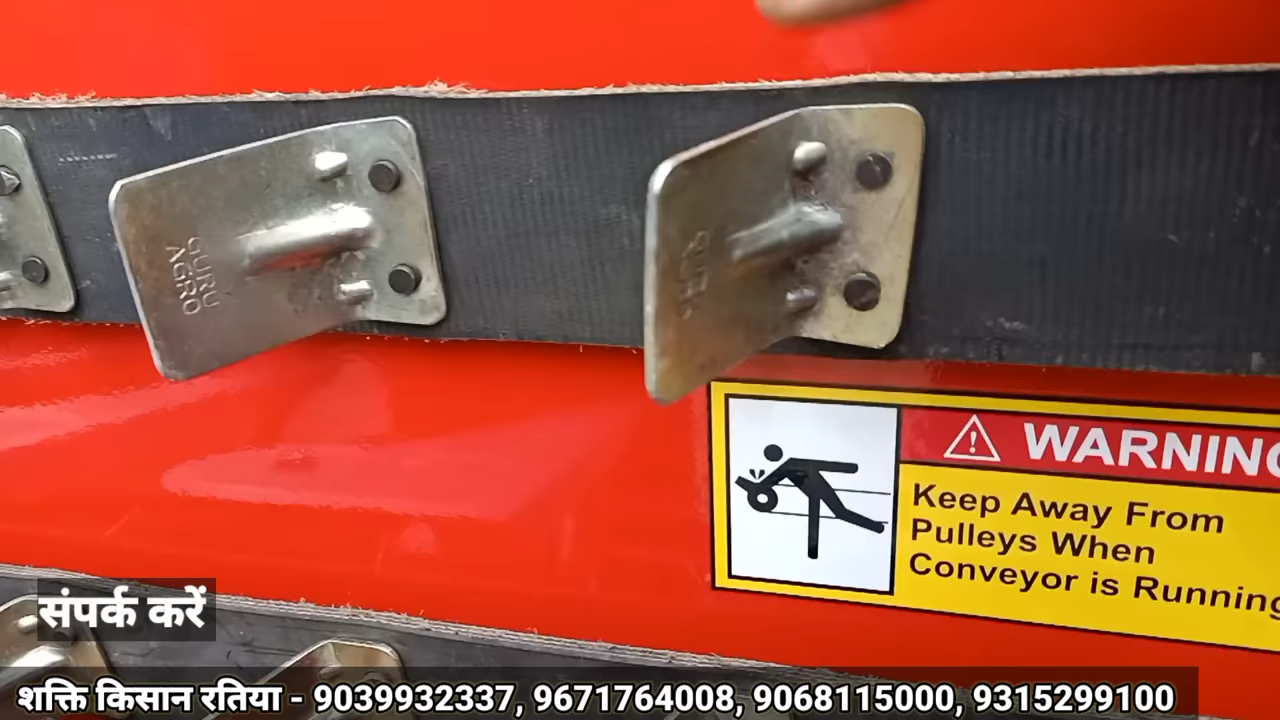 GURU
AGRO
WARNING
Keep Away From
Pulleys When
Conveyor is Running
संपर्क करें
शक्ति किसान रतिया - 9039932337, 9671764008, 9068115000, 9315299100